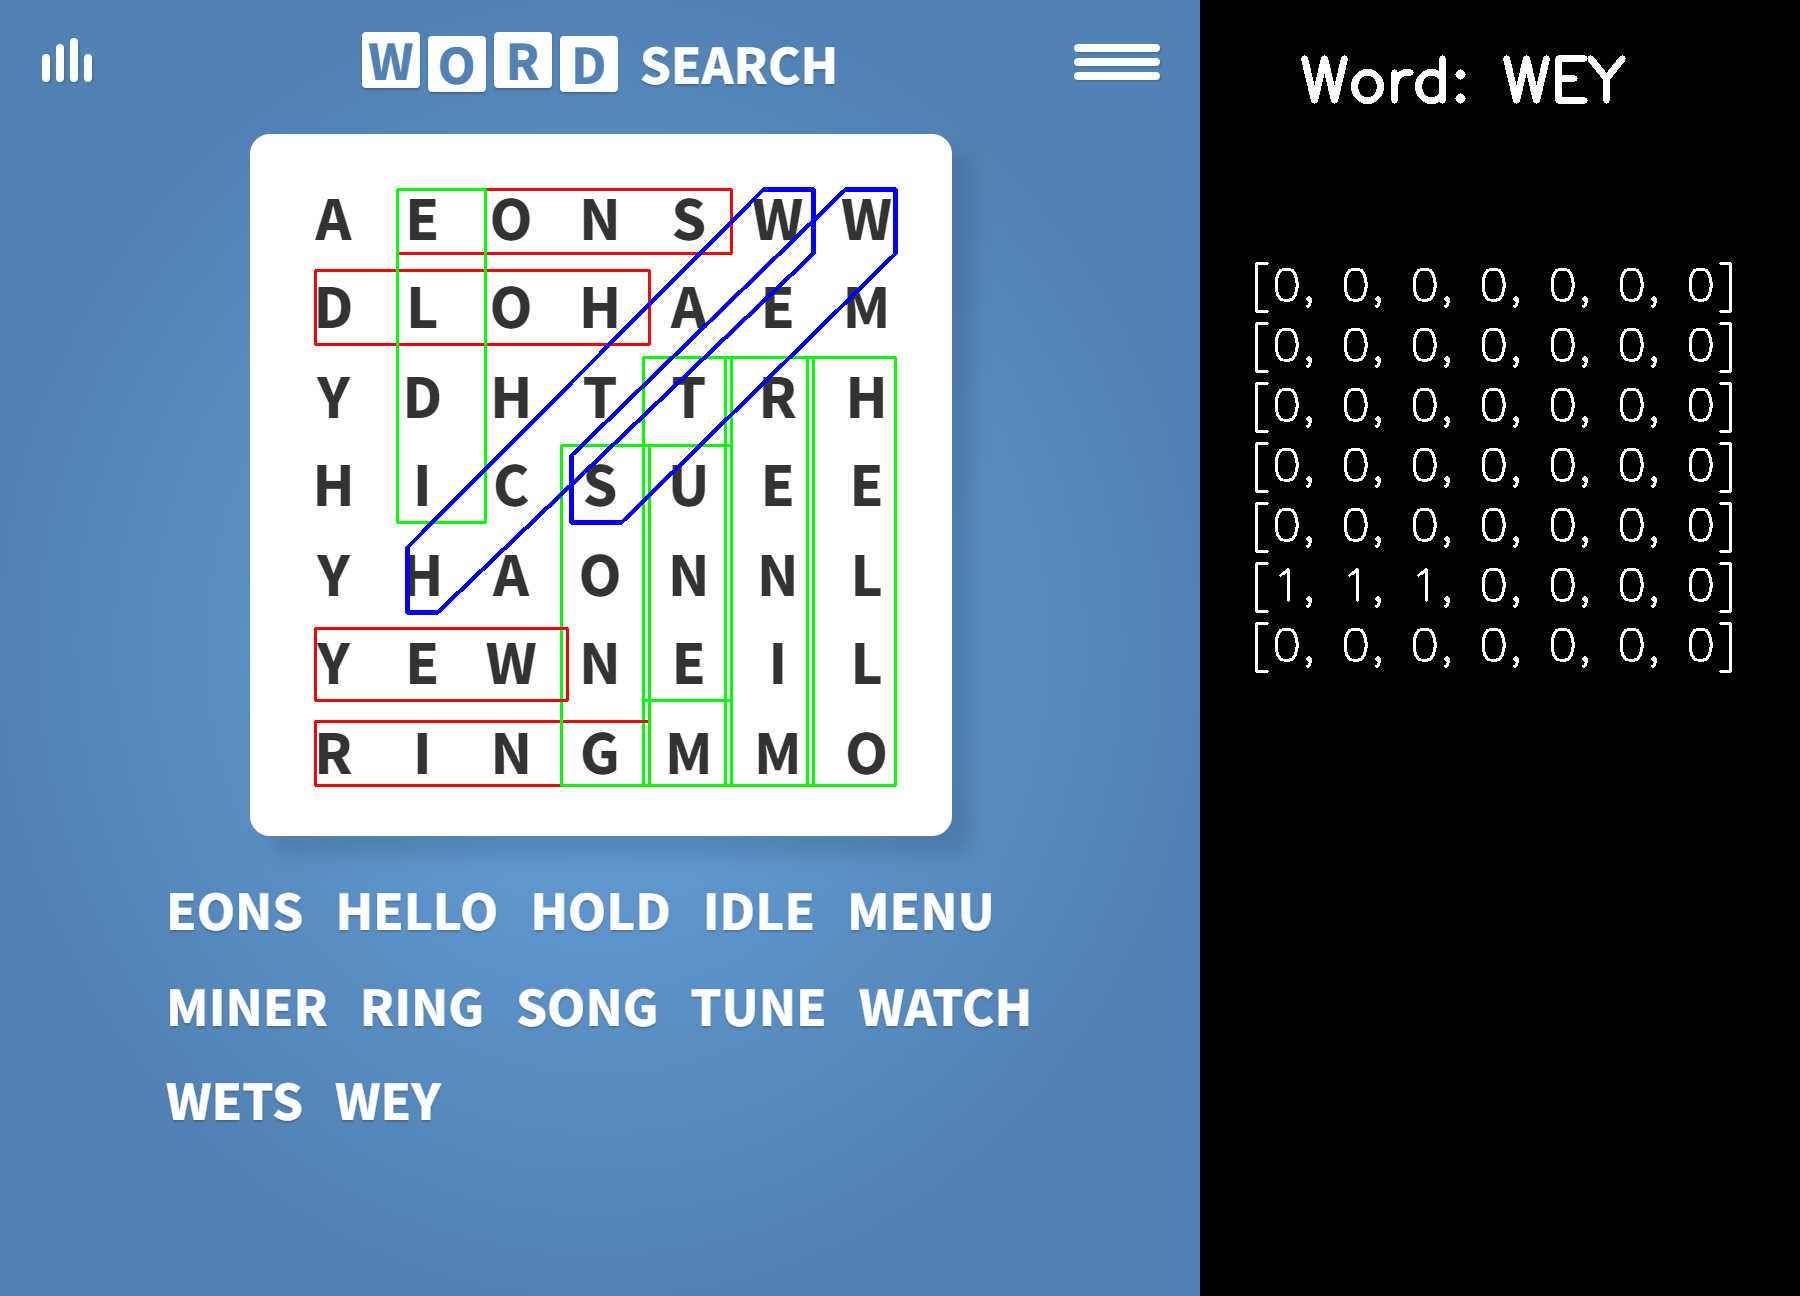 WORD SEARCH
A E O N S W W
D L O H A E M
Y D H T T R H
H I C S U E E
Y H A O N N L
Y E W N E I L
R I N G M M O
EONS HELLO HOLD IDLE MENU
MINER RING SONG TUNE WATCH
WETS WEY
Word: WEY
[0, 0, 0, 0, 0, 0, 0]
[0, 0, 0, 0, 0, 0, 0]
[0, 0, 0, 0, 0, 0, 0]
[0, 0, 0, 0, 0, 0, 0]
[0, 0, 0, 0, 0, 0, 0]
[1, 1, 1, 0, 0, 0, 0]
[0, 0, 0, 0, 0, 0, 0]